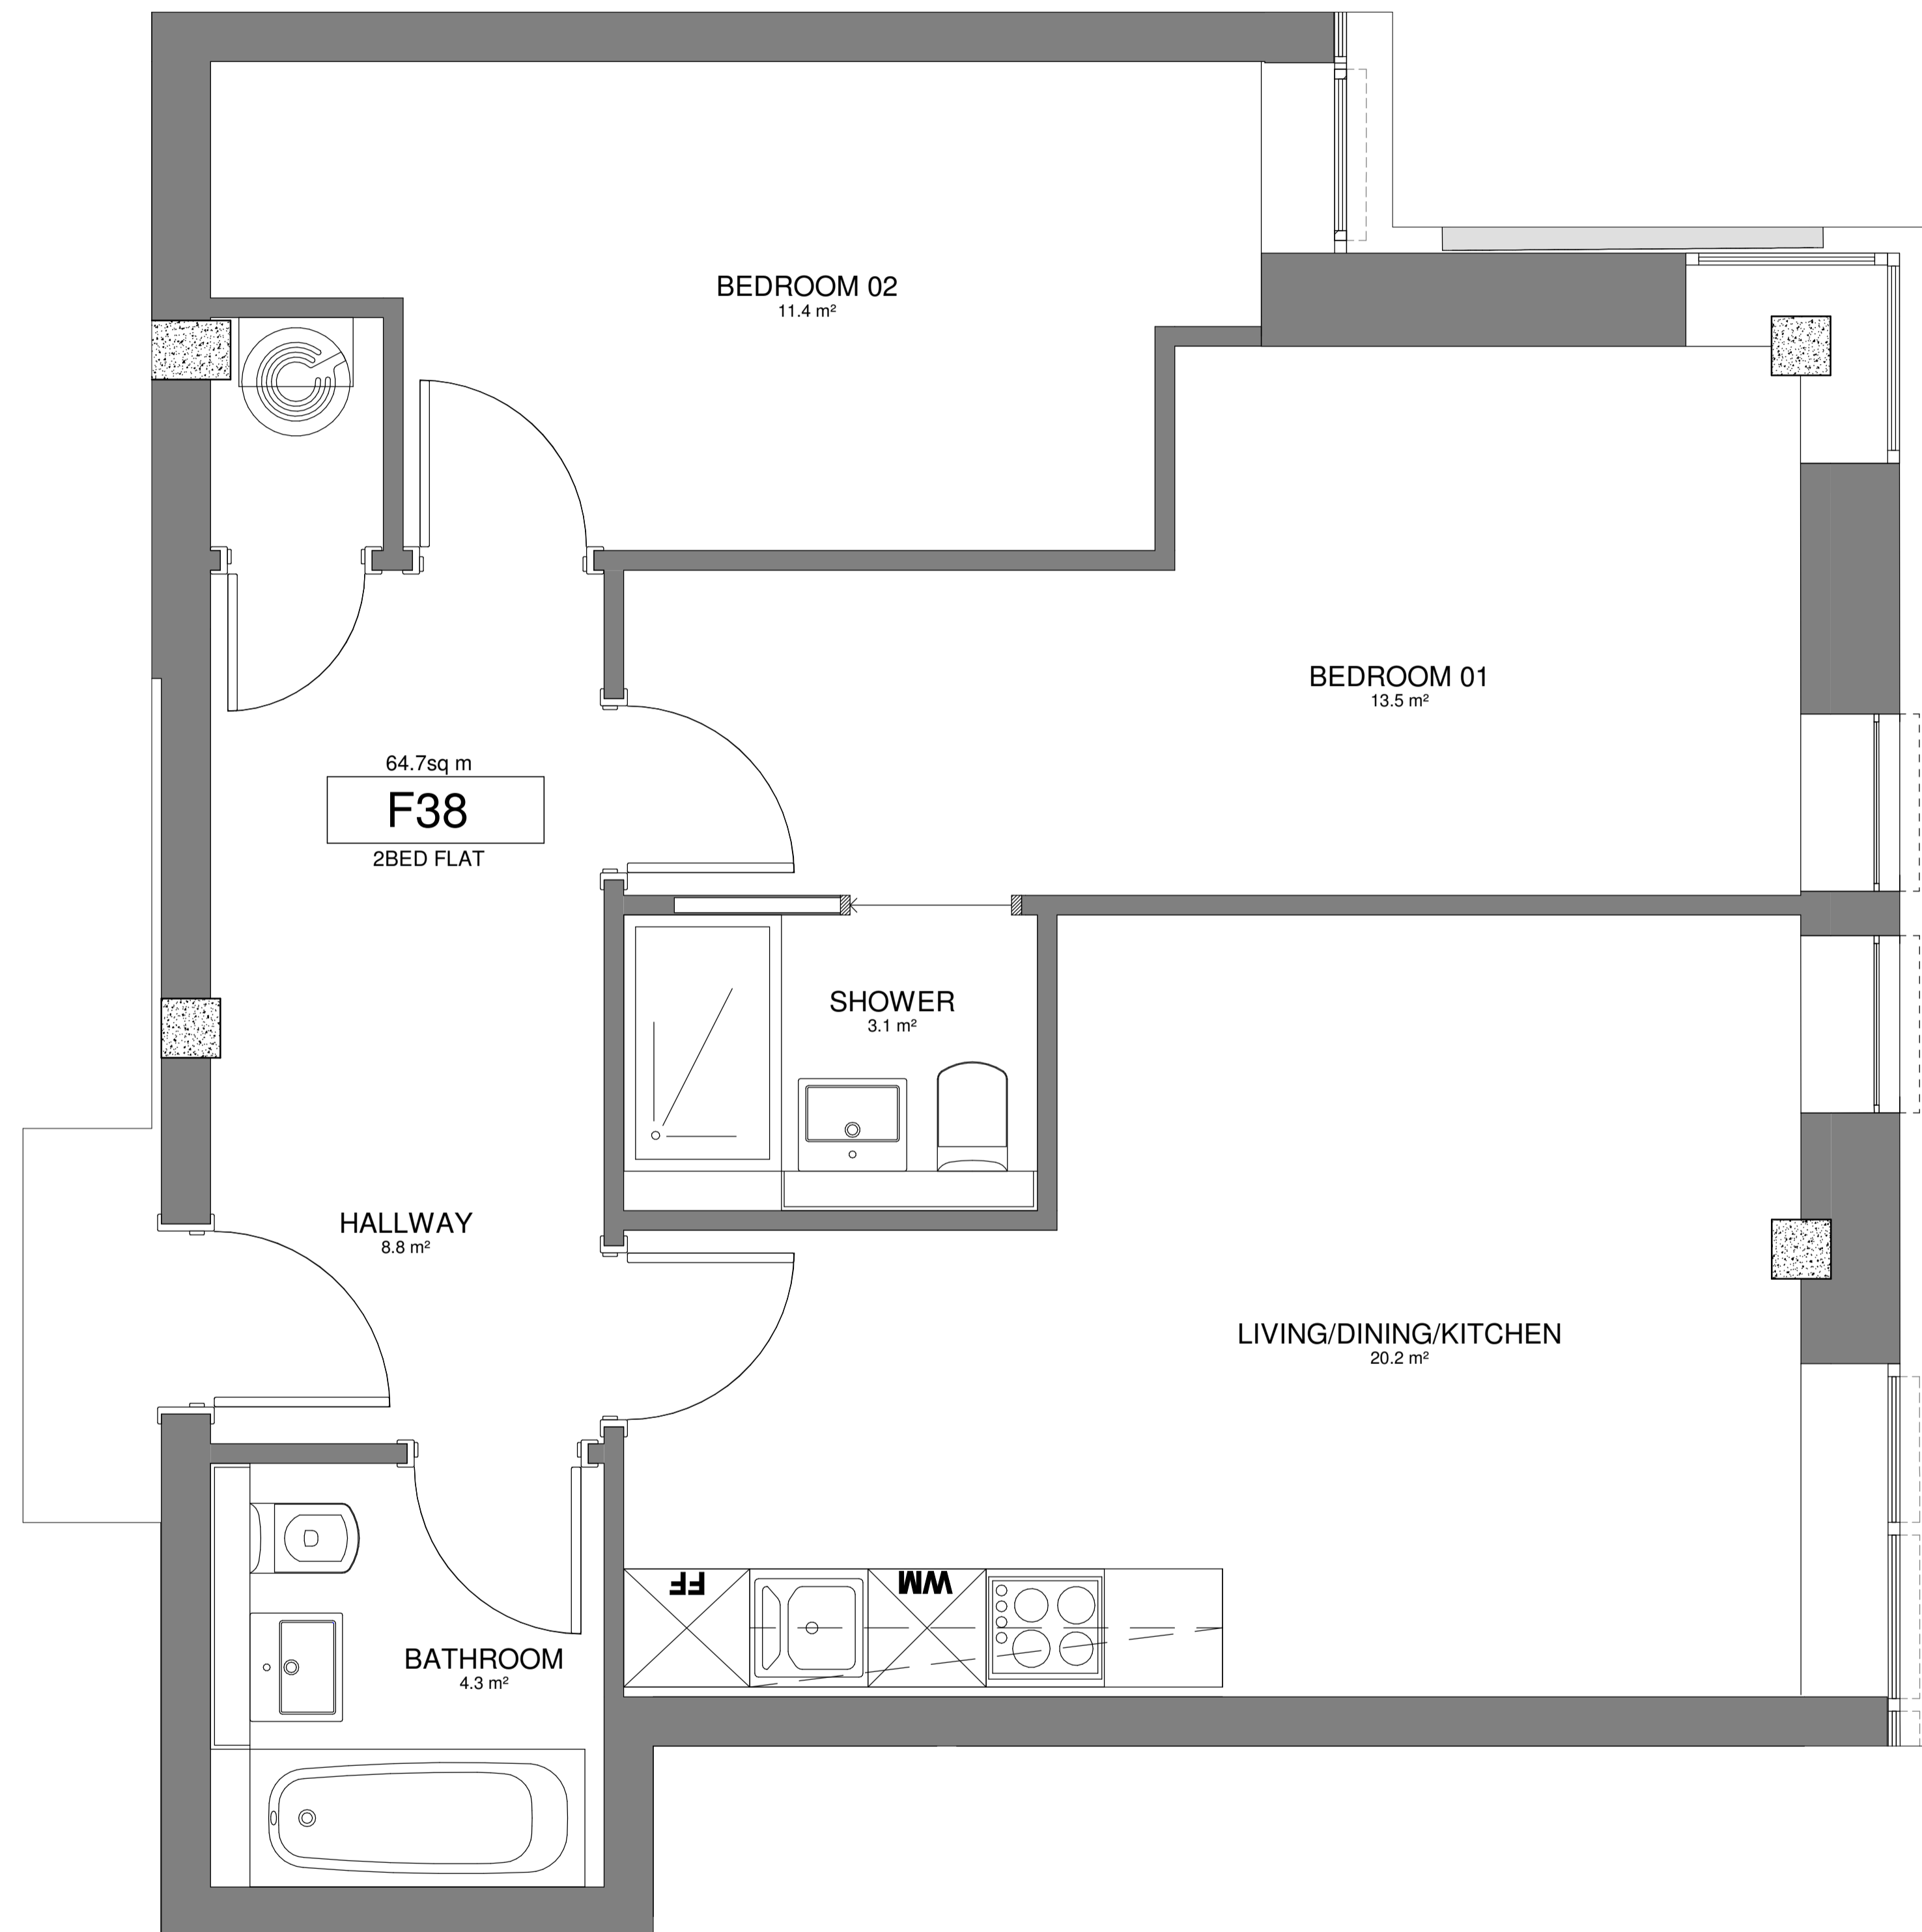 BEDROOM 02
11.4 m²
BEDROOM 01
13.5 m²
64.7sq m
F38
2BED FLAT
SHOWER
3.1 m²
HALLWAY
8.8 m²
LIVING/DINING/KITCHEN
20.2 m²
FF
WM
BATHROOM
4.3 m²